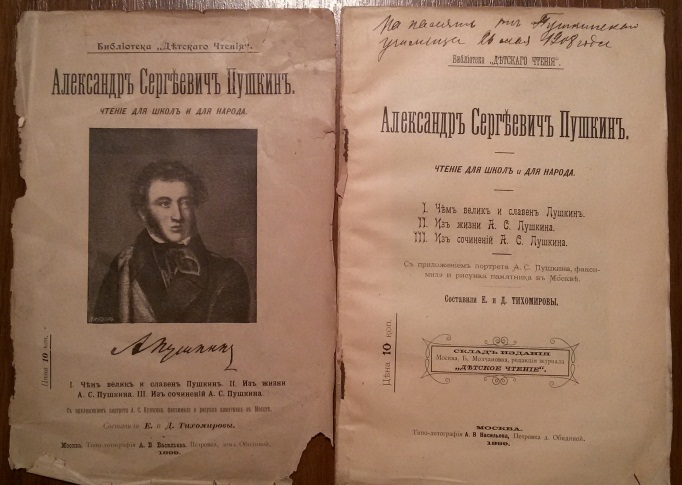 Библіотека „Дѣтскаго Чтенія“.
Александръ Сергѣевичъ Пушкинъ.
ЧТЕНІЕ ДЛЯ ШКОЛЪ И ДЛЯ НАРОДА.
А Пушкинъ
Цѣна 10 коп.
I. Чѣмъ великъ и славенъ Пушкинъ. II. Изъ жизни
А. С. Пушкина. III. Изъ сочиненій А. С. Пушкина.
Съ приложеніемъ портрета А. С. Пушкина, факсимиле и рисунка памятника въ Москвѣ.
Составили Е. и Д. Тихомировы.
Москва. Типо-литографія А. В. Васильева, Петровка, домъ Обидиной.
1899.
На память отъ Пушкинской
училища 26 мая 1908 года
Библіотека „ДѢТСКАГО ЧТЕНІЯ“.
Александръ Сергѣевичъ Пушкинъ.
ЧТЕНІЕ ДЛЯ ШКОЛЪ и ДЛЯ НАРОДА.
I. Чѣмъ великъ и славенъ Пушкинъ.
II. Изъ жизни А. С. Пушкина.
III. Изъ сочиненій А. С. Пушкина.
Съ приложеніемъ портрета А. С. Пушкина, факси-
миле и рисунка памятника въ Москвѣ.
Составили Е. и Д. ТИХОМИРОВЫ.
Цѣна 10 коп.
СКЛАДЪ ИЗДАНІЯ
Москва, Б. Молчановка, редакція журнала
„ДѢТСКОЕ ЧТЕНІЕ“.
МОСКВА.
Типо-литографія А. В. Васильева, Петровка д. Обидиной.
1899.